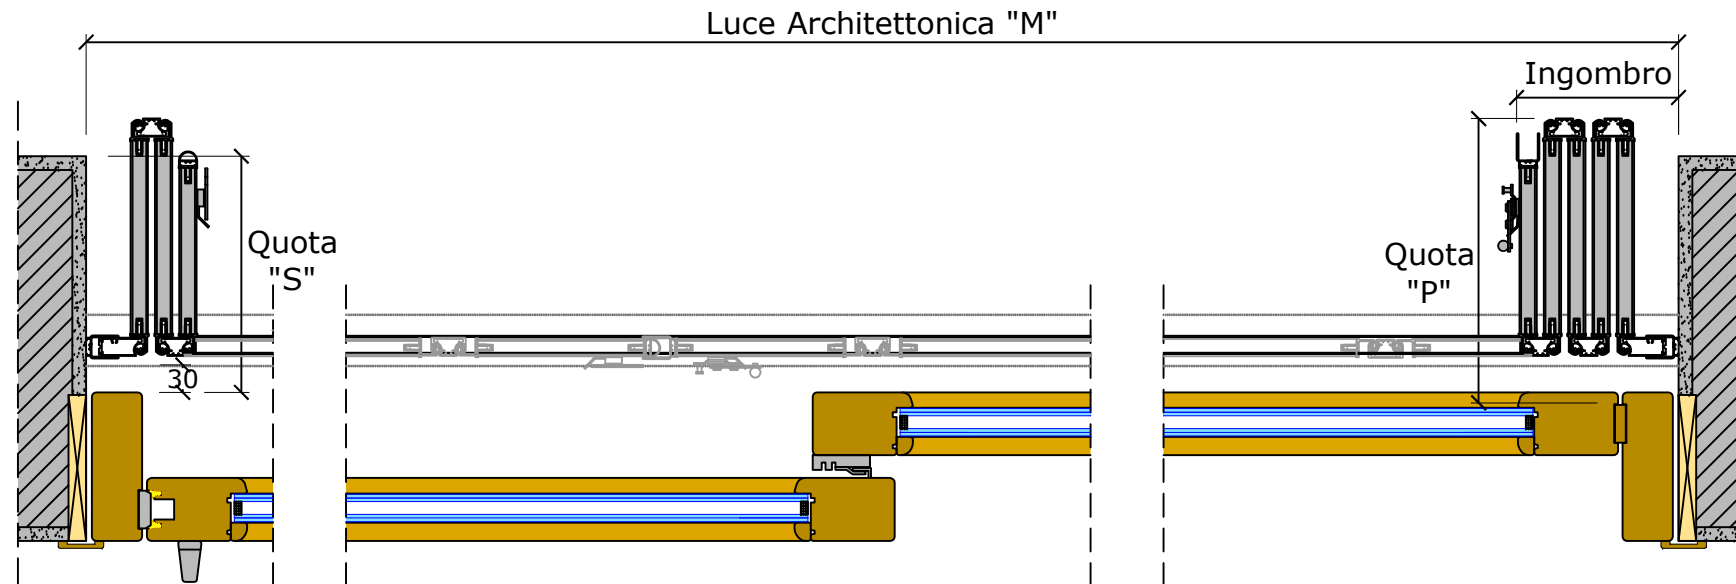 Luce Architettonica "M"
Ingombro
Quota
"S"
Quota
"P"
30